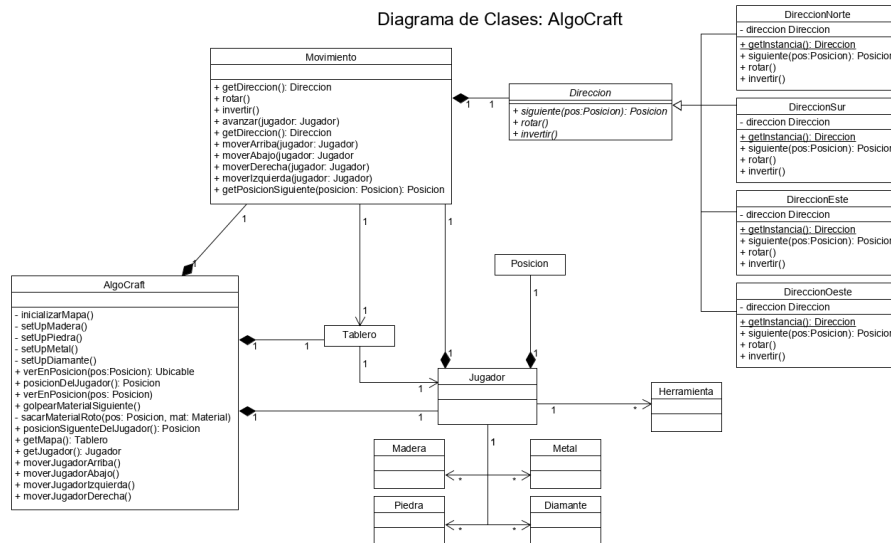 Diagrama de Clases: AlgoCraft
Movimiento
+ getDireccion(): Direccion
+ rotar()
+ invertir()
+ avanzar(jugador: Jugador)
+ getDireccion(): Direccion
+ moverArriba(jugador: Jugador)
+ moverAbajo(jugador: Jugador
+ moverDerecha(jugador: Jugador)
+ moverIzquierda(jugador: Jugador)
+ getPosicionSiguiente(posicion: Posicion): Posicion
1
1
Direccion
+ siguiente(pos:Posicion): Posicion
+ rotar()
+ invertir()
DireccionNorte
- direccion Direccion
+ getInstancia(): Direccion
+ siguiente(pos:Posicion): Posicion
+ rotar()
+ invertir()
DireccionSur
- direccion Direccion
+ getInstancia(): Direccion
+ siguiente(pos:Posicion): Posicion
+ rotar()
+ invertir()
DireccionEste
- direccion Direccion
+ getInstancia(): Direccion
+ siguiente(pos:Posicion): Posicion
+ rotar()
+ invertir()
DireccionOeste
- direccion Direccion
+ getInstancia(): Direccion
+ siguiente(pos:Posicion): Posicion
+ rotar()
+ invertir()
1
1
1
1
AlgoCraft
- inicializarMapa()
- setUpMadera()
- setUpPiedra()
- setUpMetal()
- setUpDiamante()
+ verEnPosicion(pos:Posicion): Ubicable
+ posicionDelJugador(): Posicion
+ verEnPosicion(pos: Posicion)
+ golpearMaterialSiguiente()
- sacarMaterialRoto(pos: Posicion, mat: Material)
+ posicionSiguenteDelJugador(): Posicion
+ getMapa(): Tablero
+ getJugador(): Jugador
+ moverJugadorArriba()
+ moverJugadorAbajo()
+ moverJugadorIzquierda()
+ moverJugadorDerecha()
Posicion
1
1
Tablero
1
1
1
1
1
1
Jugador
1
1
1
1
*
Herramienta
1
Madera
Metal
*
*
Piedra
Diamante
*
*